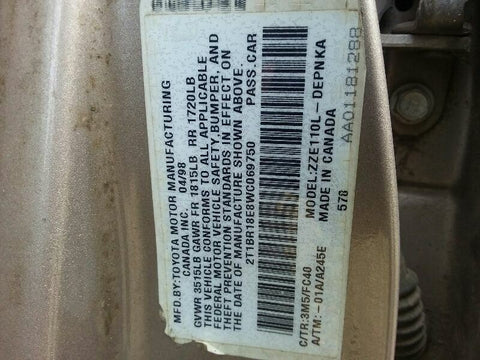 MFD.BY:TOYOTA MOTOR MANUFACTURING
CANADA INC. 04/98
GVWR 3515LB GAWR FR 1815LB RR 1720LB
THIS VEHICLE CONFORMS TO ALL APPLICABLE
FEDERAL MOTOR VEHICLE SAFETY,BUMPER, AND
THEFT PREVENTION STANDARDS IN EFFECT ON
THE DATE OF MANUFACTURE SHOWN ABOVE.
2T1BR18E8WC069750 PASS.CAR
C/TR:3M5/FC40 MODEL:ZZE110L-DEPNKA
A/TM:-01A/A245E MADE IN CANADA
578
AA01181288